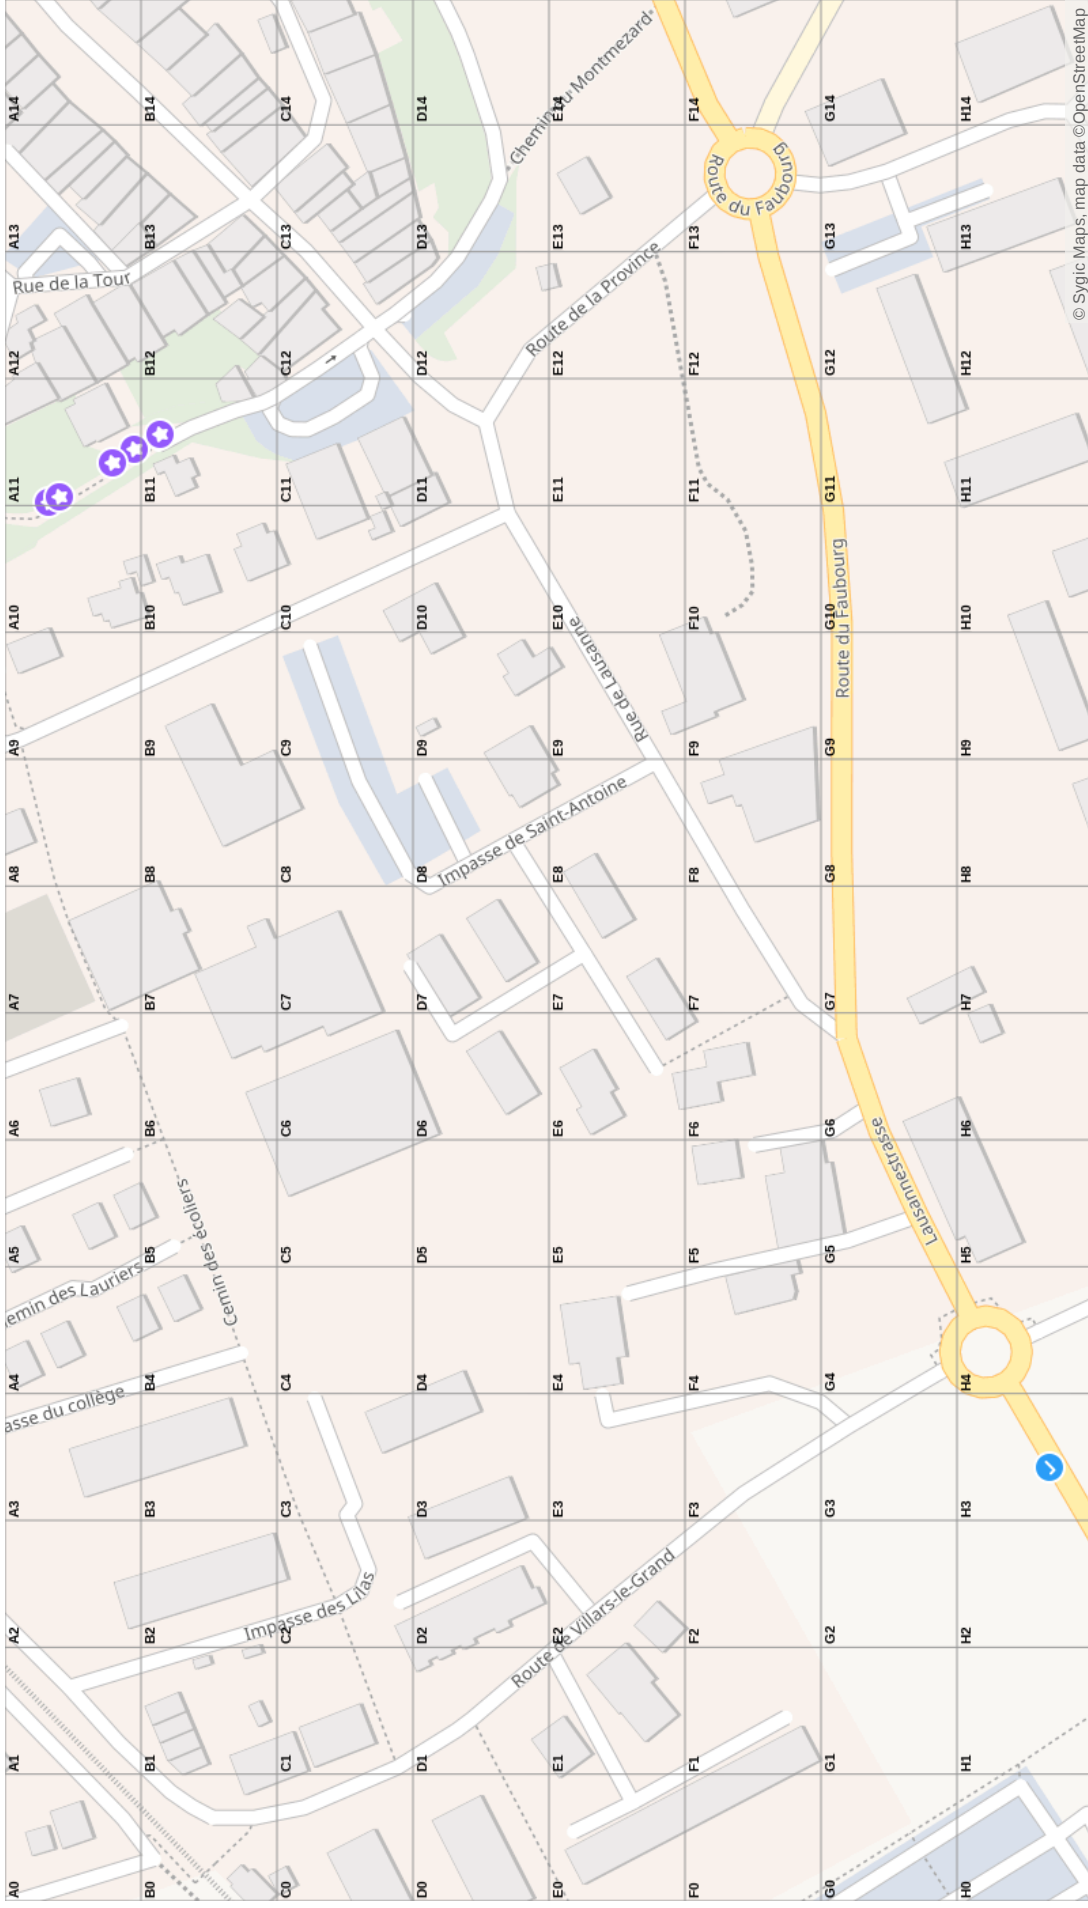 A0
A1
A2
A3
A4
A5
A6
A7
A8
A9
A10
A11
A12
A13
A14
asse du collège
emin des Lauriers
Rue de la Tour
B0
B1
B2
B3
B4
B5
B6
B7
B8
B9
B10
B11
B12
B13
B14
Cemin des écoliers
Impasse des Lilas
C0
C1
C2
C3
C4
C5
C6
C7
C8
C9
C10
C11
C12
C13
C14
D0
D1
D2
D3
D4
D5
D6
D7
D8
D9
D10
D11
D12
D13
D14
Route de Villars-le-Grand
Impasse de Saint-Antoine
Rue de Lausanne
Route de la Province
Chemin du Montmezard
E0
E1
E2
E3
E4
E5
E6
E7
E8
E9
E10
E11
E12
E13
E14
F0
F1
F2
F3
F4
F5
F6
F7
F8
F9
F10
F11
F12
F13
F14
Route du Faubourg
G0
G1
G2
G3
G4
G5
G6
G7
G8
G9
G10
G11
G12
G13
G14
Lausannestrasse
Route du Faubourg
H0
H1
H2
H3
H4
H5
H6
H7
H8
H9
H10
H11
H12
H13
H14
© Sygic Maps, map data ©OpenStreetMap